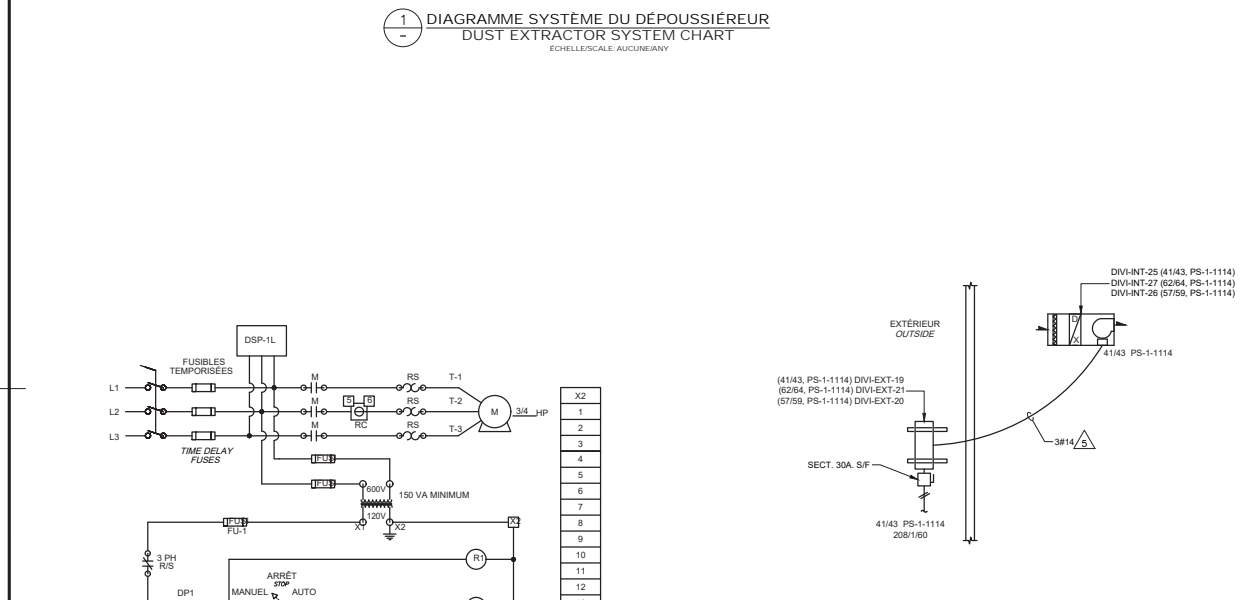 1
–
DIAGRAMME SYSTÈME DU DÉPOUSSIÉREUR
DUST EXTRACTOR SYSTEM CHART
ÉCHELLE/SCALE: AUCUNE/ANY
DIVI-INT-25 (41/43, PS-1-1114)
DIVI-INT-27 (62/64, PS-1-1114)
DIVI-INT-26 (57/59, PS-1-1114)
EXTÉRIEUR
OUTSIDE
D
X
41/43 PS-1-1114
(41/43, PS-1-1114) DIVI-EXT-19
(62/64, PS-1-1114) DIVI-EXT-21
(57/59, PS-1-1114) DIVI-EXT-20
3#14 5
SECT. 30A. S/F
41/43 PS-1-1114
208/1/60
DSP-1L
FUSIBLES
TEMPORISÉES
L1
M
RS
T-1
L2
M
5
6
RC
RS
T-2
M
3/4 HP
L3
M
RS
T-3
TIME DELAY
FUSES
FUS
FUS
600V
150 VA MINIMUM
120V
FUS
FU-1
X1
X2
X2
3 PH
R/S
R1
ARRÊT
STOP
DP1
MANUEL
AUTO
X2
1
2
3
4
5
6
7
8
9
10
11
12